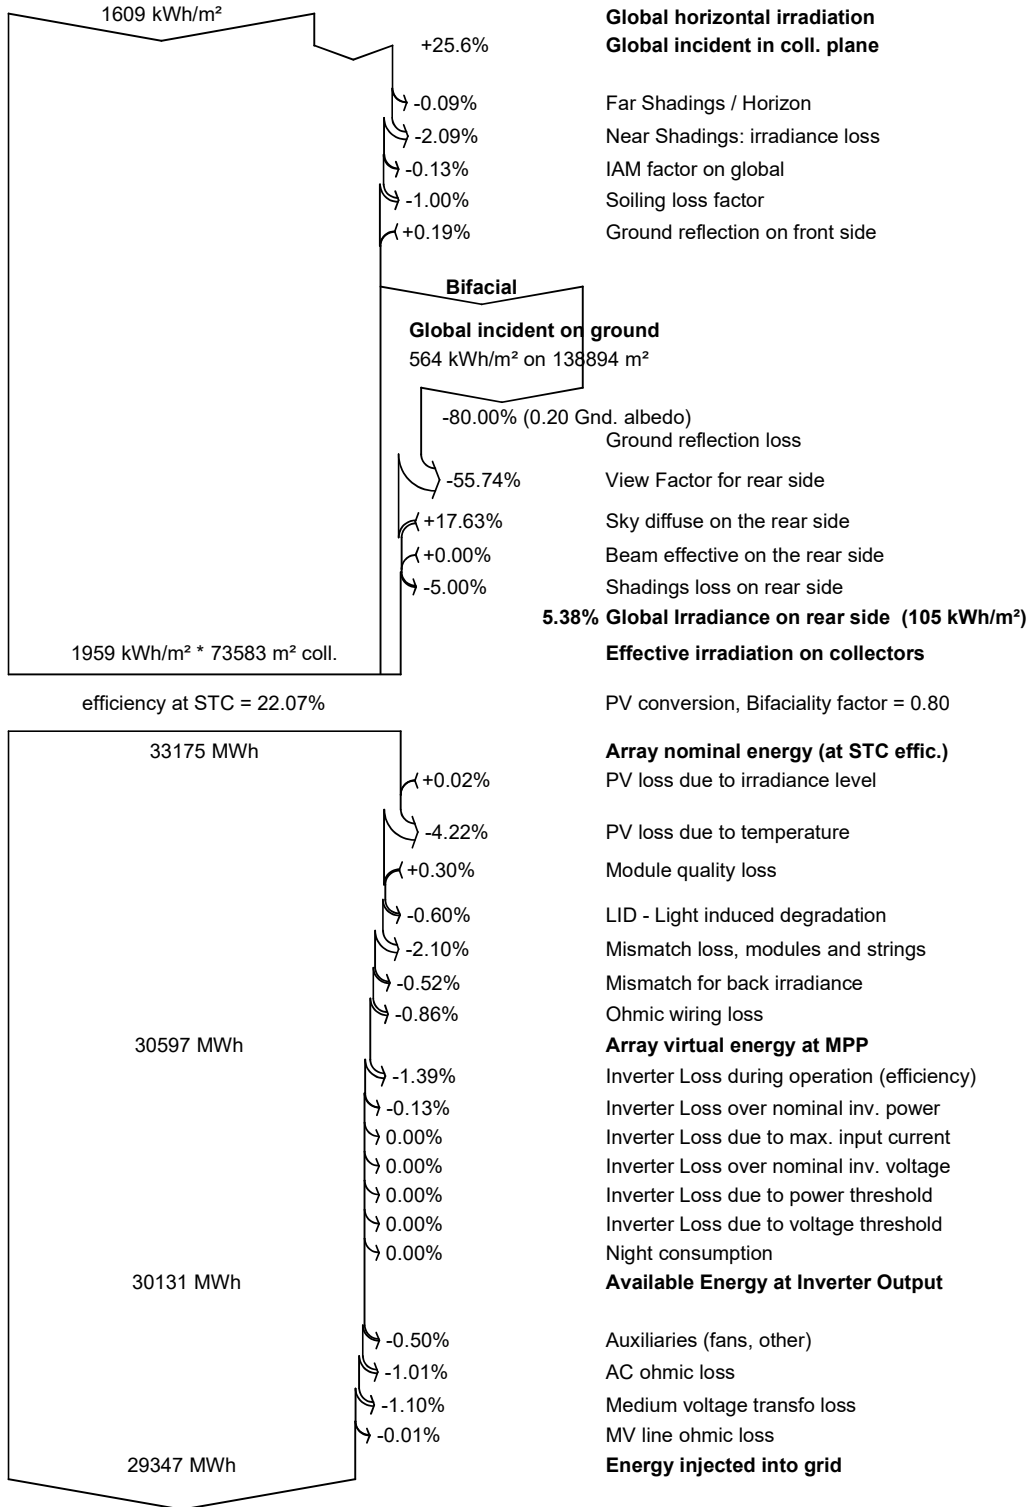 1609 kWh/m² Global horizontal irradiation
+25.6% Global incident in coll. plane
-0.09% Far Shadings / Horizon
-2.09% Near Shadings: irradiance loss
-0.13% IAM factor on global
-1.00% Soiling loss factor
+0.19% Ground reflection on front side
Bifacial
Global incident on ground
564 kWh/m² on 138894 m²
-80.00% (0.20 Gnd. albedo)
Ground reflection loss
-55.74% View Factor for rear side
+17.63% Sky diffuse on the rear side
+0.00% Beam effective on the rear side
-5.00% Shadings loss on rear side
5.38% Global Irradiance on rear side (105 kWh/m²)
1959 kWh/m² * 73583 m² coll. Effective irradiation on collectors
efficiency at STC = 22.07% PV conversion, Bifaciality factor = 0.80
33175 MWh Array nominal energy (at STC effic.)
+0.02% PV loss due to irradiance level
-4.22% PV loss due to temperature
+0.30% Module quality loss
-0.60% LID - Light induced degradation
-2.10% Mismatch loss, modules and strings
-0.52% Mismatch for back irradiance
-0.86% Ohmic wiring loss
30597 MWh Array virtual energy at MPP
-1.39% Inverter Loss during operation (efficiency)
-0.13% Inverter Loss over nominal inv. power
0.00% Inverter Loss due to max. input current
0.00% Inverter Loss over nominal inv. voltage
0.00% Inverter Loss due to power threshold
0.00% Inverter Loss due to voltage threshold
0.00% Night consumption
30131 MWh Available Energy at Inverter Output
-0.50% Auxiliaries (fans, other)
-1.01% AC ohmic loss
-1.10% Medium voltage transfo loss
-0.01% MV line ohmic loss
29347 MWh Energy injected into grid